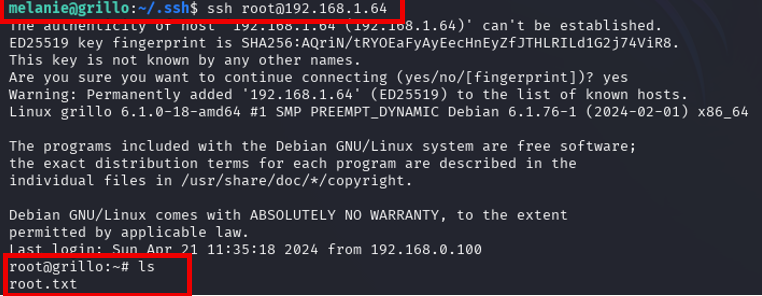 melanie@grillo:~/.ssh$ ssh root@192.168.1.64
The authenticity of host '192.168.1.64 (192.168.1.64)' can't be established.
ED25519 key fingerprint is SHA256:AQriN/tRYOEaFyAyEecHnEyZfJTHLRILd1G2j74ViR8.
This key is not known by any other names.
Are you sure you want to continue connecting (yes/no/[fingerprint])? yes
Warning: Permanently added '192.168.1.64' (ED25519) to the list of known hosts.
Linux grillo 6.1.0-18-amd64 #1 SMP PREEMPT_DYNAMIC Debian 6.1.76-1 (2024-02-01) x86_64
The programs included with the Debian GNU/Linux system are free software;
the exact distribution terms for each program are described in the
individual files in /usr/share/doc/*/copyright.
Debian GNU/Linux comes with ABSOLUTELY NO WARRANTY, to the extent
permitted by applicable law.
Last login: Sun Apr 21 11:35:18 2024 from 192.168.0.100
root@grillo:~# ls
root.txt